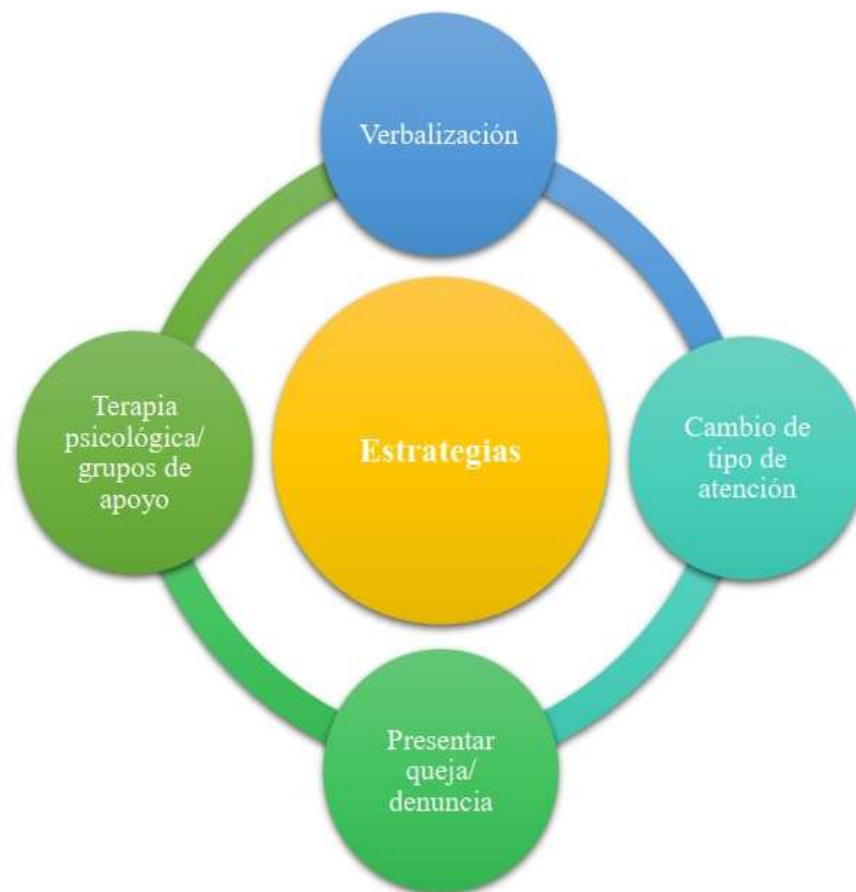 Verbalización
Terapia
psicológica/
grupos de
apoyo
Estrategias
Cambio de
tipo de
atención
Presentar
queja/
denuncia